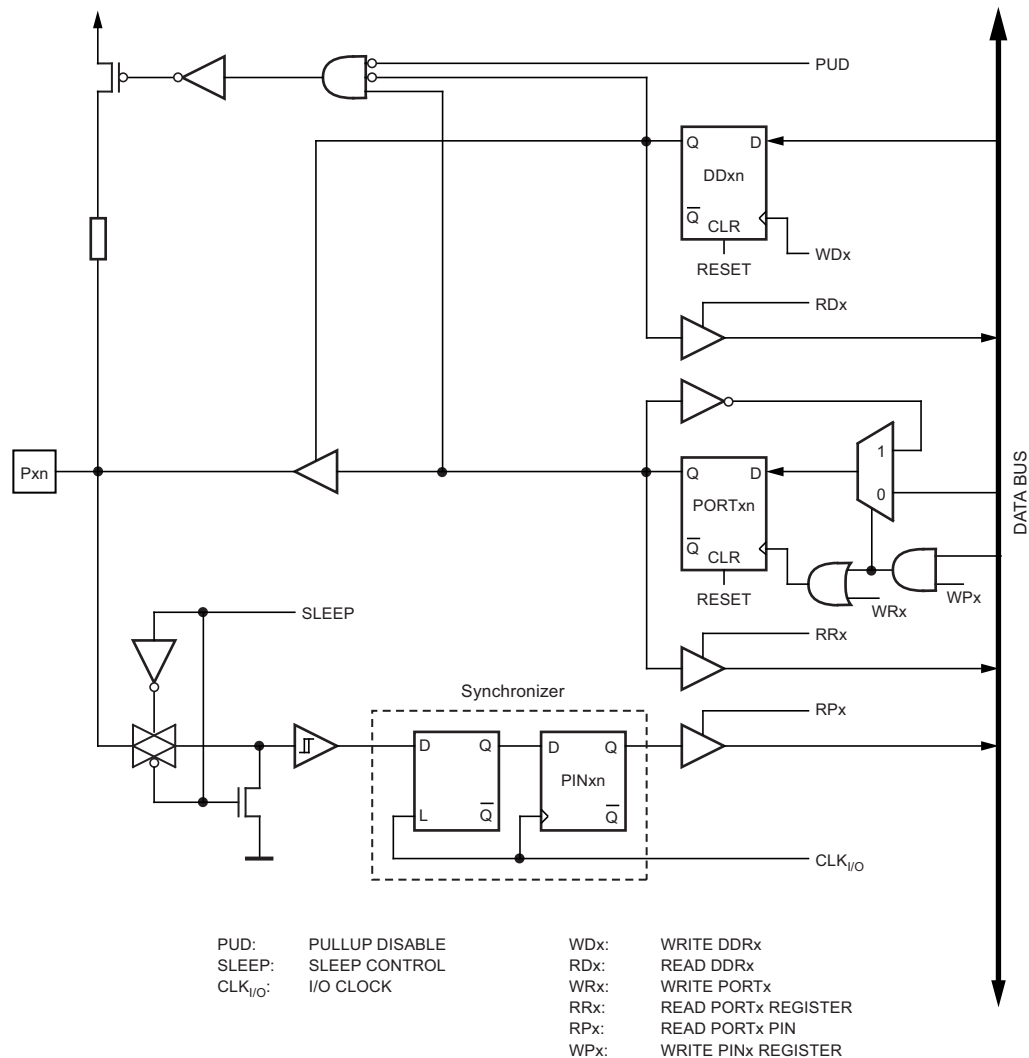 PUD
Q D
DDxn
Q
CLR
RESET
WDx
RDx
Pxn
1
Q D
PORTxn
0
Q
CLR
RESET
WRx
WPx
DATA BUS
SLEEP
RRx
Synchronizer
RPx
D Q D Q
PINxn
L Q Q
CLKI/O
PUD: PULLUP DISABLE
SLEEP: SLEEP CONTROL
CLKI/O: I/O CLOCK
WDx: WRITE DDRx
RDx: READ DDRx
WRx: WRITE PORTx
RRx: READ PORTx REGISTER
RPx: READ PORTx PIN
WPx: WRITE PINx REGISTER